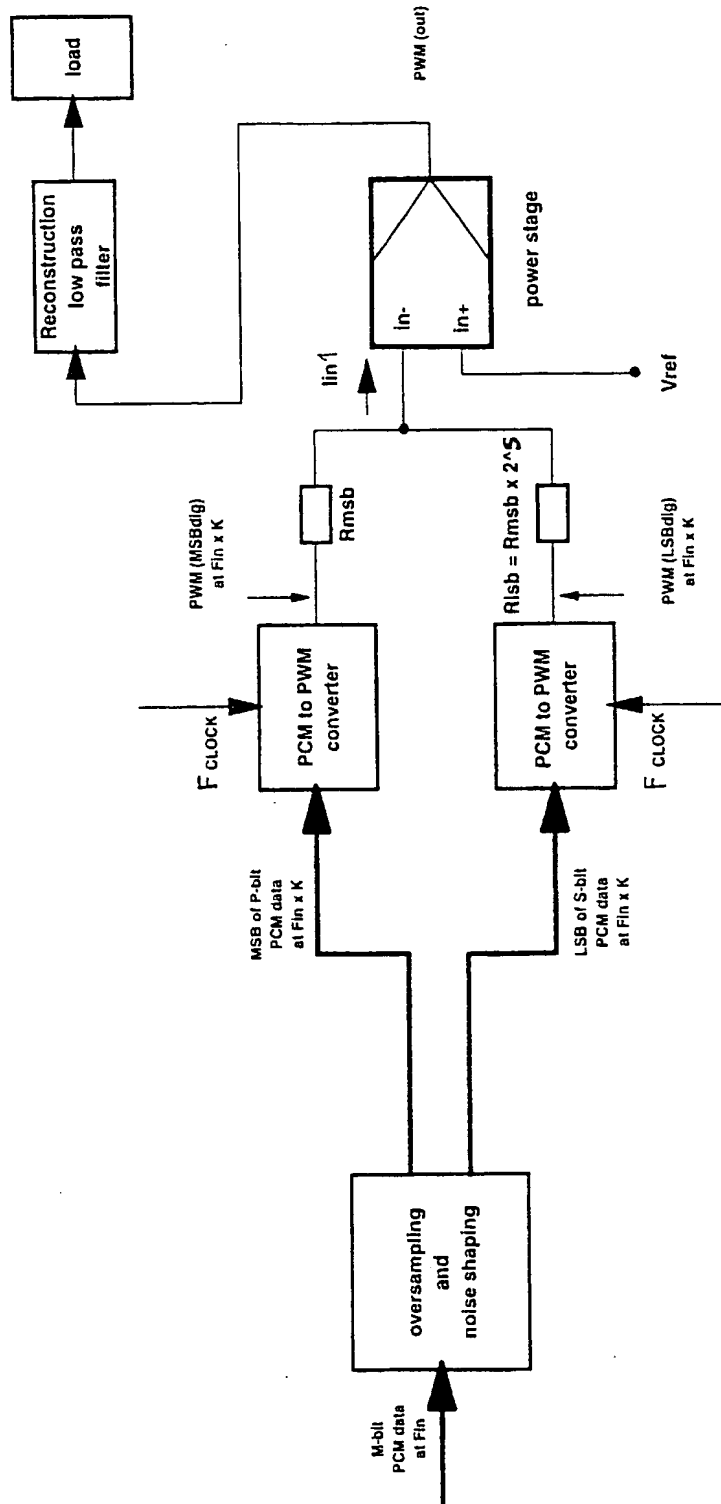 M-bit
PCM data
at Fin
oversampling
and
noise shaping
MSB of P-bit
PCM data
at Fin x K
LSB of S-bit
PCM data
at Fin x K
F CLOCK
PCM to PWM
converter
F CLOCK
PCM to PWM
converter
PWM (MSBdig)
at Fin x K
Rmsb
Rlsb = Rmsb x 2^S
PWM (LSBdig)
at Fin x K
Iin1
Vref
in-
in+
power stage
PWM (out)
Reconstruction
low pass
filter
load